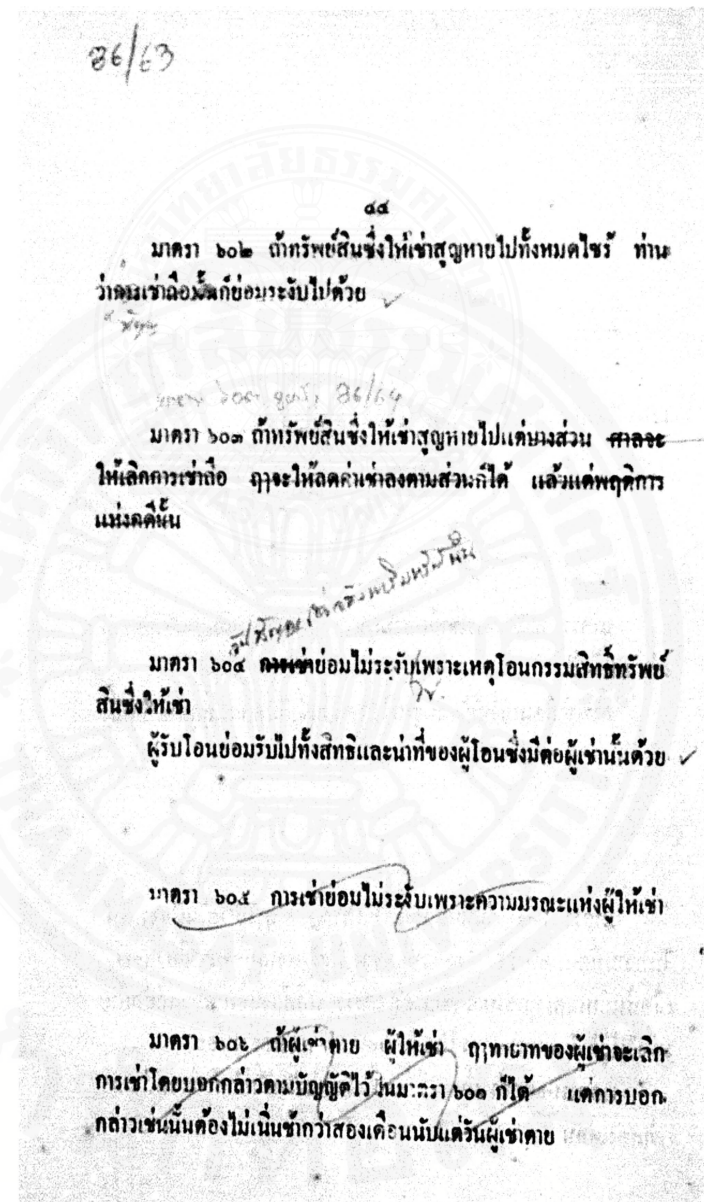 36/63
๔๔
มาตรา ๖๐๒ ถ้าทรัพย์สินซึ่งให้เช่าสูญหายไปทั้งหมดไซร้ ท่าน
ว่าการเช่าถือนั้นก็ย่อมระงับไปด้วย
สัญญา
36/64
มาตรา ๖๐๓ ถ้าทรัพย์สินซึ่งให้เช่าสูญหายไปแต่บางส่วน ศาลจะ
ให้เลิกการเช่าถือ ฤๅจะให้ลดค่าเช่าลงตามส่วนก็ได้ แล้วแต่พฤติการ
แห่งคดีนั้น
มาตรา ๖๐๔ การเช่าย่อมไม่ระงับเพราะเหตุโอนกรรมสิทธิ์ทรัพย์
สินซึ่งให้เช่า
ผู้รับโอนย่อมรับไปทั้งสิทธิและน่าที่ของผู้โอนซึ่งมีต่อผู้เช่านั้นด้วย
มาตรา ๖๐๕ การเช่าย่อมไม่ระงับเพราะความมรณะแห่งผู้ให้เช่า
มาตรา ๖๐๖ ถ้าผู้เช่าตาย ผู้ให้เช่า ฤๅทายาทของผู้เช่าจะเลิก
การเช่าโดยบอกกล่าวตามบัญญัติไว้ในมาตรา ๖๐๑ ก็ได้ แต่การบอก
กล่าวเช่นนั้นต้องไม่เนิ่นช้ากว่าสองเดือนนับแต่วันผู้เช่าตาย